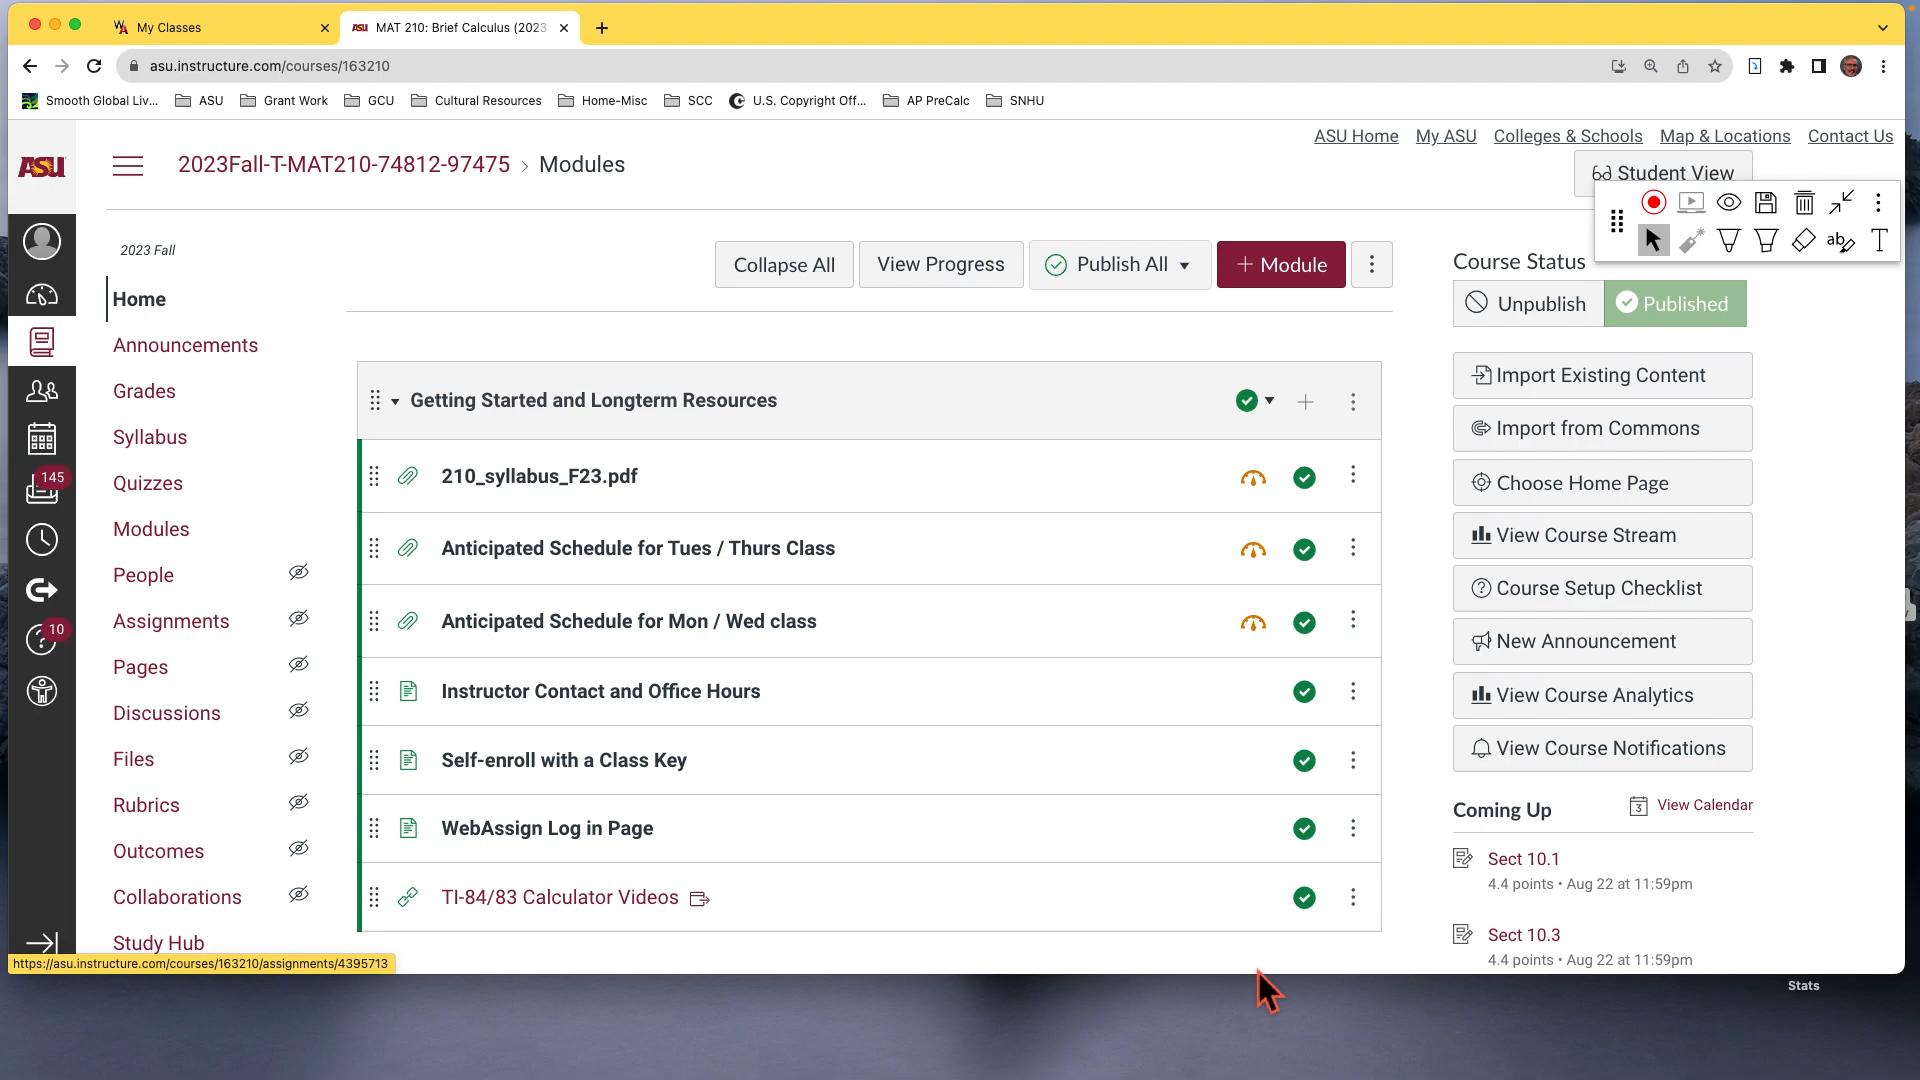 My Classes
ASU MAT 210: Brief Calculus (2023
asu.instructure.com/courses/163210
Smooth Global Liv... ASU Grant Work GCU Cultural Resources Home-Misc SCC U.S. Copyright Off... AP PreCalc SNHU
ASU Home My ASU Colleges & Schools Map & Locations Contact Us
ASU
2023Fall-T-MAT210-74812-97475 › Modules
Student View
2023 Fall
Home
Announcements
Grades
Syllabus
Quizzes
Modules
People
Assignments
Pages
Discussions
Files
Rubrics
Outcomes
Collaborations
Study Hub
145
10
Collapse All View Progress Publish All + Module
Getting Started and Longterm Resources
210_syllabus_F23.pdf
Anticipated Schedule for Tues / Thurs Class
Anticipated Schedule for Mon / Wed class
Instructor Contact and Office Hours
Self-enroll with a Class Key
WebAssign Log in Page
TI-84/83 Calculator Videos
ab T
Course Status
Unpublish Published
Import Existing Content
Import from Commons
Choose Home Page
View Course Stream
Course Setup Checklist
New Announcement
View Course Analytics
View Course Notifications
Coming Up 3 View Calendar
Sect 10.1
4.4 points • Aug 22 at 11:59pm
Sect 10.3
4.4 points • Aug 22 at 11:59pm
https://asu.instructure.com/courses/163210/assignments/4395713
Stats